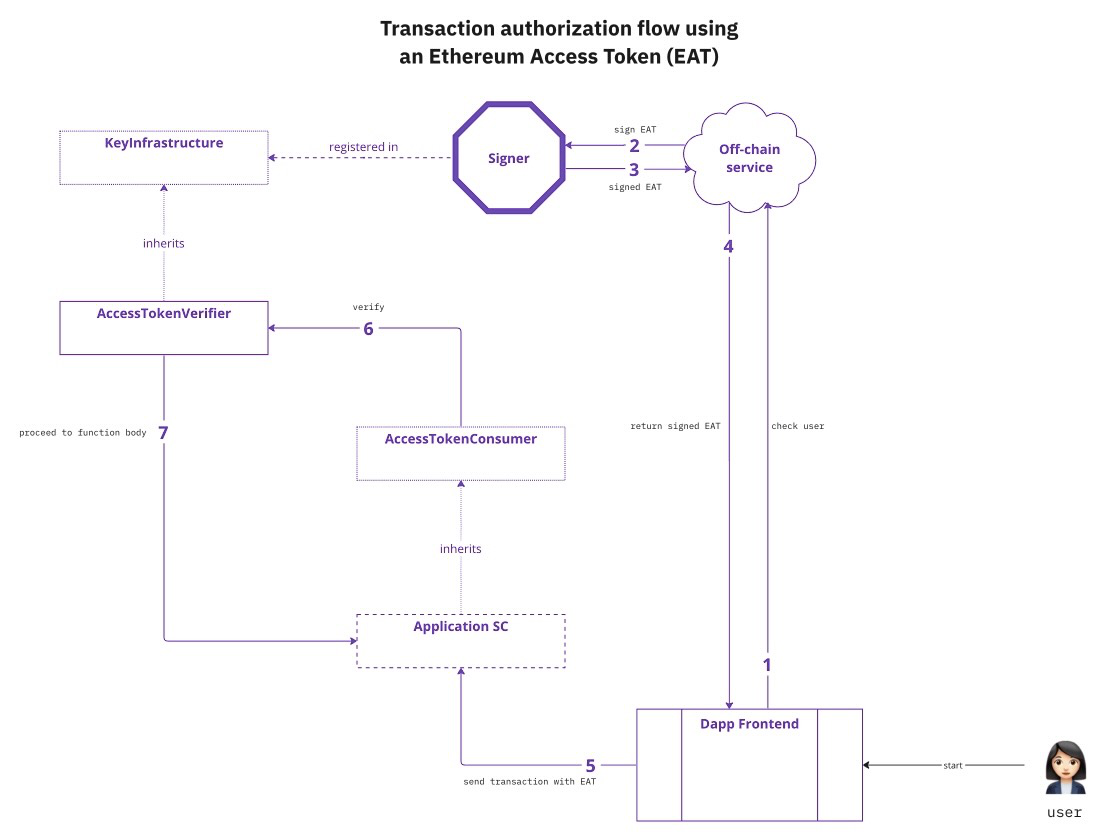 Transaction authorization flow using
an Ethereum Access Token (EAT)
KeyInfrastructure
registered in
Signer
sign EAT
2
3
signed EAT
Off-chain
service
inherits
4
AccessTokenVerifier
verify
6
proceed to function body
7
AccessTokenConsumer
return signed EAT
check user
inherits
Application SC
1
Dapp Frontend
5
send transaction with EAT
start
user